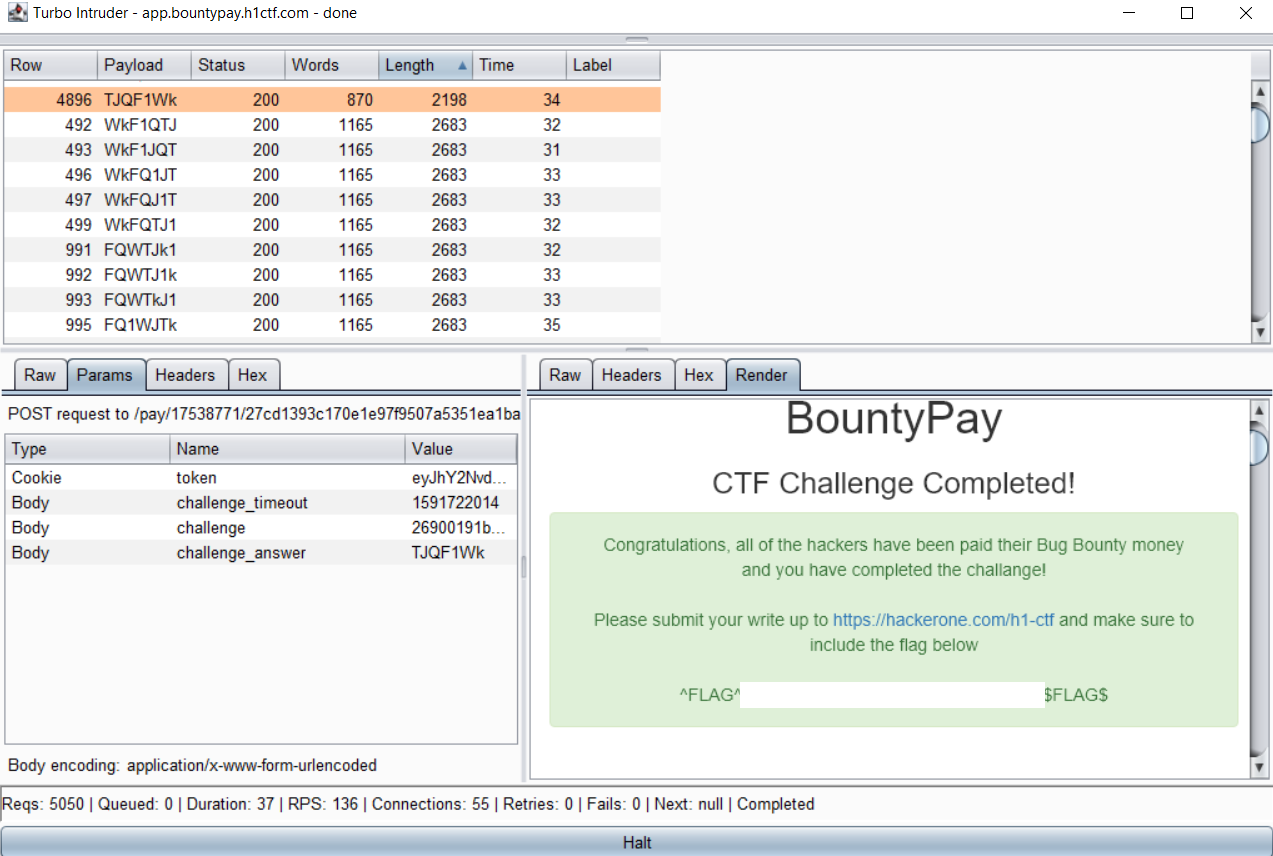 Turbo Intruder - app.bountypay.h1ctf.com - done
Row Payload Status Words Length Time Label
4896 TJQF1Wk 200 870 2198 34
492 WkF1QTJ 200 1165 2683 32
493 WkF1JQT 200 1165 2683 31
496 WkFQ1JT 200 1165 2683 33
497 WkFQJ1T 200 1165 2683 33
499 WkFQTJ1 200 1165 2683 32
991 FQWTJk1 200 1165 2683 32
992 FQWTJ1k 200 1165 2683 33
993 FQWTkJ1 200 1165 2683 33
995 FQ1WJTk 200 1165 2683 35
Raw Params Headers Hex
POST request to /pay/17538771/27cd1393c170e1e97f9507a5351ea1ba
Type Name Value
Cookie token eyJhY2Nvd...
Body challenge_timeout 1591722014
Body challenge 26900191b...
Body challenge_answer TJQF1Wk
Body encoding: application/x-www-form-urlencoded
Raw Headers Hex Render
BountyPay
CTF Challenge Completed!
Congratulations, all of the hackers have been paid their Bug Bounty money
and you have completed the challange!
Please submit your write up to https://hackerone.com/h1-ctf and make sure to
include the flag below
^FLAG^ $FLAG$
Reqs: 5050 | Queued: 0 | Duration: 37 | RPS: 136 | Connections: 55 | Retries: 0 | Fails: 0 | Next: null | Completed
Halt